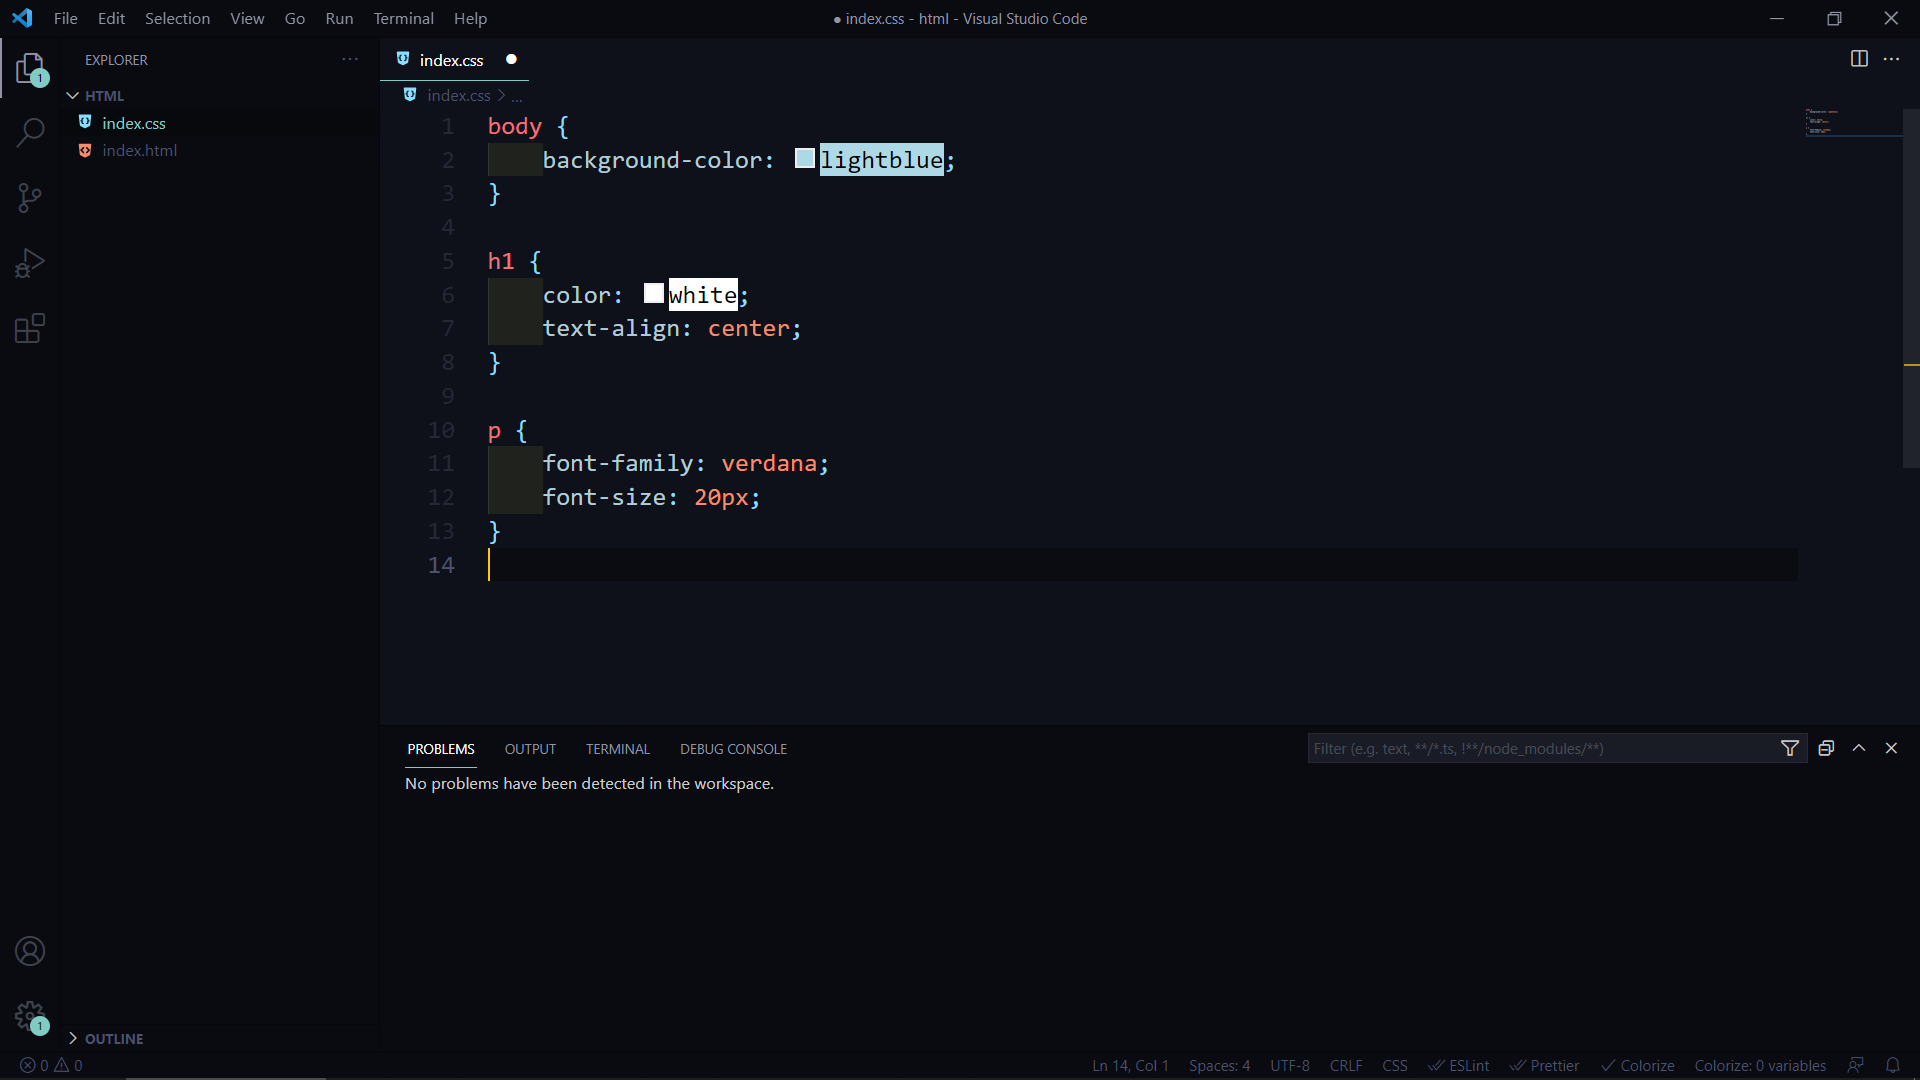 File Edit Selection View Go Run Terminal Help
● index.css - html - Visual Studio Code
1
EXPLORER
HTML
index.css
index.html
index.css
index.css > ...
1 body {
2 background-color: lightblue;
3 }
4
5 h1 {
6 color: white;
7 text-align: center;
8 }
9
10 p {
11 font-family: verdana;
12 font-size: 20px;
13 }
14
PROBLEMS OUTPUT TERMINAL DEBUG CONSOLE
Filter (e.g. text, **/*.ts, !**/node_modules/**)
No problems have been detected in the workspace.
1
OUTLINE
0 0
Ln 14, Col 1 Spaces: 4 UTF-8 CRLF CSS ESLint Prettier Colorize Colorize: 0 variables